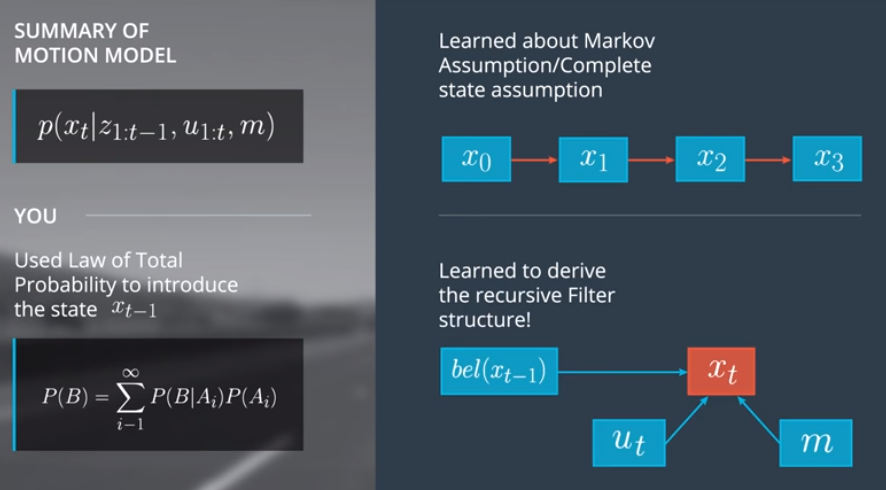 SUMMARY OF
MOTION MODEL
p(x_t|z_{1:t−1}, u_{1:t}, m)
YOU
Used Law of Total
Probability to introduce
the state x_{t−1}
P(B) = ∑_{i−1}^{∞} P(B|A_i)P(A_i)
Learned about Markov
Assumption/Complete
state assumption
x_0 x_1 x_2 x_3
Learned to derive
the recursive Filter
structure!
bel(x_{t−1}) x_t
u_t m